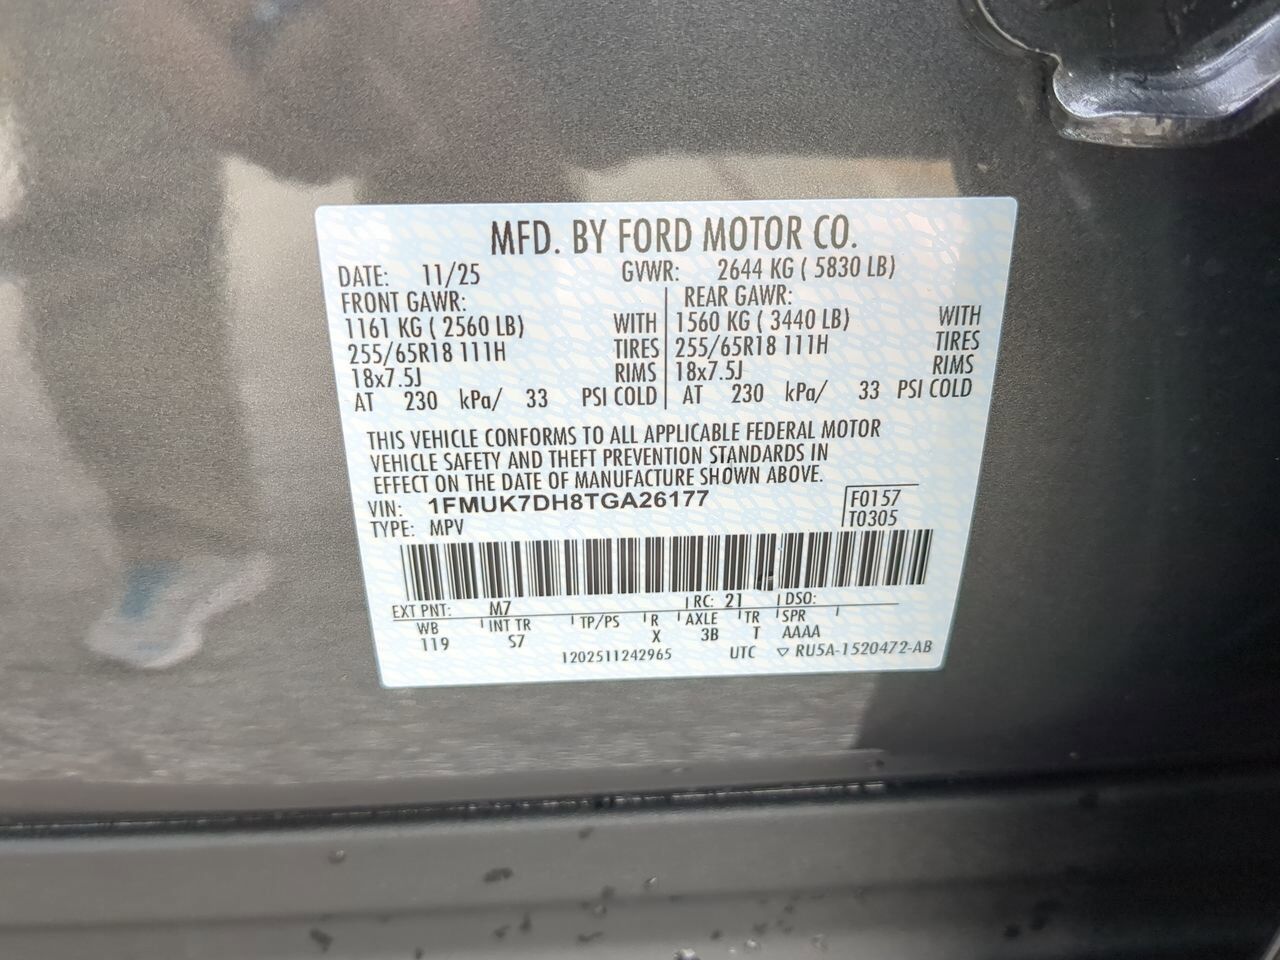 MFD. BY FORD MOTOR CO.
DATE: 11/25 GVWR: 2644 KG ( 5830 LB)
FRONT GAWR: REAR GAWR:
1161 KG ( 2560 LB) WITH 1560 KG ( 3440 LB) WITH
255/65R18 111H TIRES 255/65R18 111H TIRES
18x7.5J RIMS 18x7.5J RIMS
AT 230 kPa/ 33 PSI COLD AT 230 kPa/ 33 PSI COLD
THIS VEHICLE CONFORMS TO ALL APPLICABLE FEDERAL MOTOR
VEHICLE SAFETY AND THEFT PREVENTION STANDARDS IN
EFFECT ON THE DATE OF MANUFACTURE SHOWN ABOVE.
VIN: 1FMUK7DH8TGA26177 F0157
TYPE: MPV T0305
EXT PNT: M7 RC: 21 DSO:
WB INT TR TP/PS R AXLE TR SPR
119 S7 X 3B T AAAA
1202511242965 UTC ▽ RU5A-1520472-AB